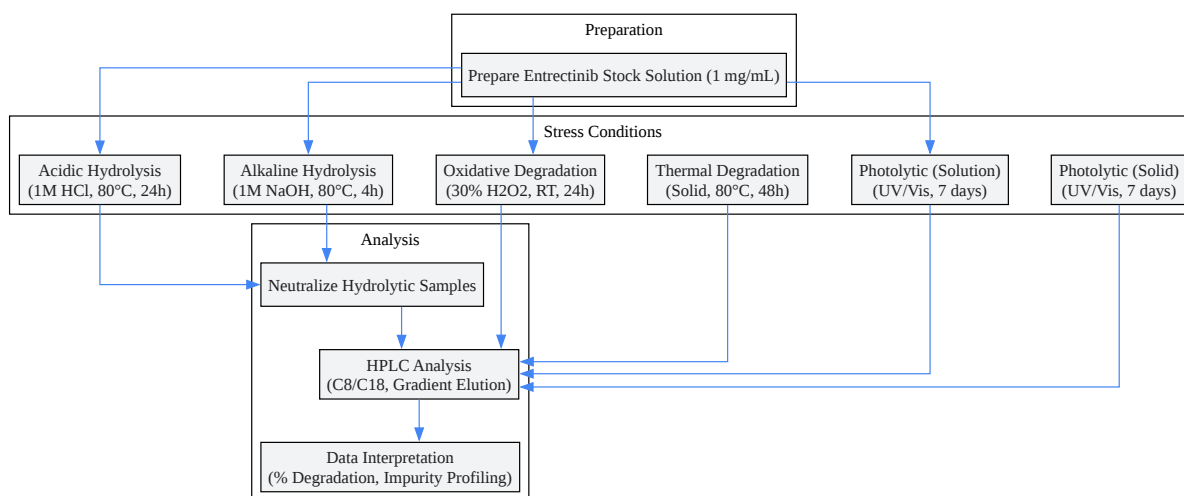 Preparation
Prepare Entrectinib Stock Solution (1 mg/mL)
Stress Conditions
Acidic Hydrolysis
(1M HCl, 80°C, 24h)
Alkaline Hydrolysis
(1M NaOH, 80°C, 4h)
Oxidative Degradation
(30% H2O2, RT, 24h)
Thermal Degradation
(Solid, 80°C, 48h)
Photolytic (Solution)
(UV/Vis, 7 days)
Photolytic (Solid)
(UV/Vis, 7 days)
Analysis
Neutralize Hydrolytic Samples
HPLC Analysis
(C8/C18, Gradient Elution)
Data Interpretation
(% Degradation, Impurity Profiling)